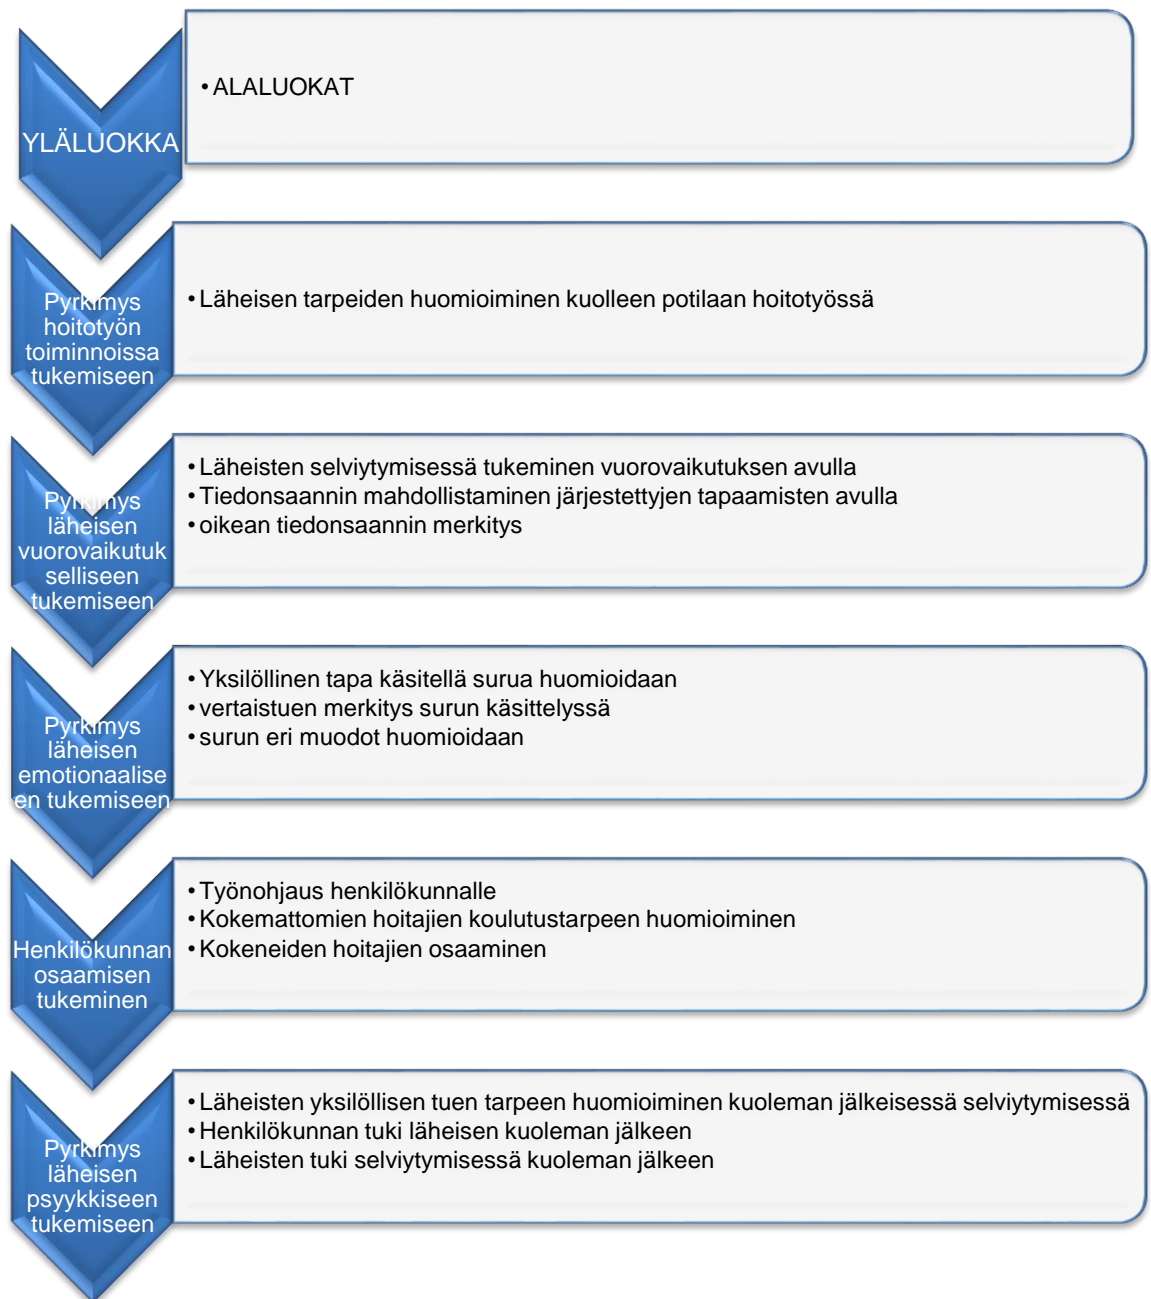 YLÄLUOKKA
• ALALUOKAT
Pyrkimys
hoitotyön
toiminnoissa
tukemiseen
• Läheisen tarpeiden huomioiminen kuolleen potilaan hoitotyössä
Pyrkimys
läheisen
vuorovaikutuk
selliseen
tukemiseen
• Läheisten selviytymisessä tukeminen vuorovaikutuksen avulla
• Tiedonsaannin mahdollistaminen järjestettyjen tapaamisten avulla
• oikean tiedonsaannin merkitys
Pyrkimys
läheisen
emotionaalise
en tukemiseen
• Yksilöllinen tapa käsitellä surua huomioidaan
• vertaistuen merkitys surun käsittelyssä
• surun eri muodot huomioidaan
Henkilökunnan
osaamisen
tukeminen
• Työnohjaus henkilökunnalle
• Kokemattomien hoitajien koulutustarpeen huomioiminen
• Kokeneiden hoitajien osaaminen
Pyrkimys
läheisen
psyykkiseen
tukemiseen
• Läheisten yksilöllisen tuen tarpeen huomioiminen kuoleman jälkeisessä selviytymisessä
• Henkilökunnan tuki läheisen kuoleman jälkeen
• Läheisten tuki selviytymisessä kuoleman jälkeen